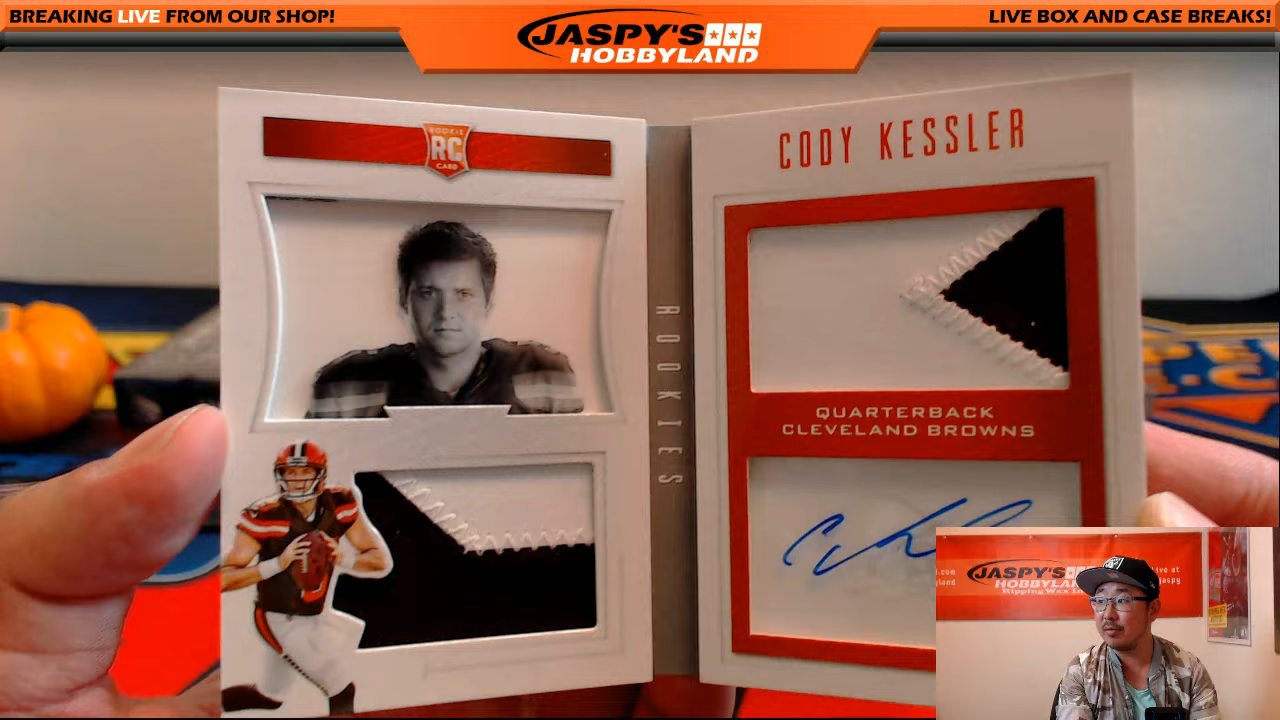 BREAKING LIVE FROM OUR SHOP!
JASPY'S
HOBBYLAND
LIVE BOX AND CASE BREAKS!
ROOKIE
RC
CARD
CODY KESSLER
ROOKIES
QUARTERBACK
CLEVELAND BROWNS
JASPY'S
HOBBYLAND
Ripping Wax